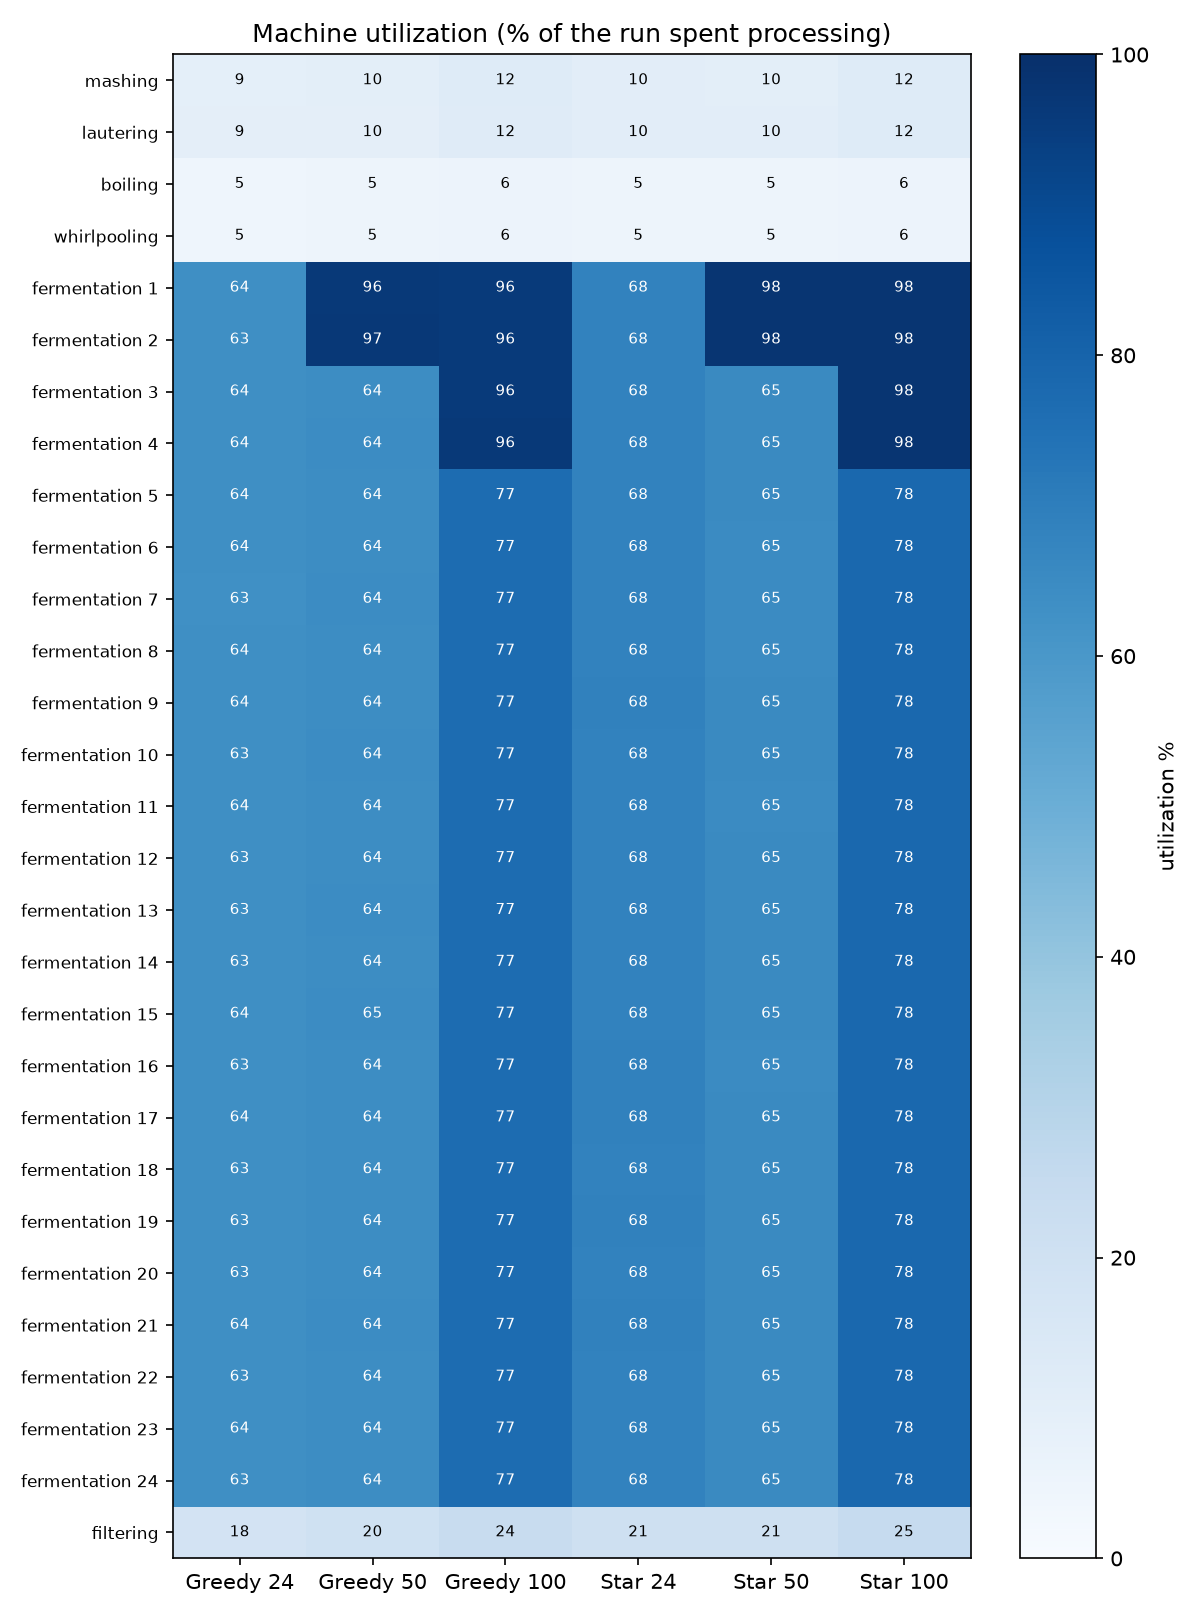 Machine utilization (% of the run spent processing)
mashing 9 10 12 10 10 12
lautering 9 10 12 10 10 12
boiling 5 5 6 5 5 6
whirlpooling 5 5 6 5 5 6
fermentation 1 64 96 96 68 98 98
fermentation 2 63 97 96 68 98 98
fermentation 3 64 64 96 68 65 98
fermentation 4 64 64 96 68 65 98
fermentation 5 64 64 77 68 65 78
fermentation 6 64 64 77 68 65 78
fermentation 7 63 64 77 68 65 78
fermentation 8 64 64 77 68 65 78
fermentation 9 64 64 77 68 65 78
fermentation 10 63 64 77 68 65 78
fermentation 11 64 64 77 68 65 78
fermentation 12 63 64 77 68 65 78
fermentation 13 63 64 77 68 65 78
fermentation 14 63 64 77 68 65 78
fermentation 15 64 65 77 68 65 78
fermentation 16 63 64 77 68 65 78
fermentation 17 64 64 77 68 65 78
fermentation 18 63 64 77 68 65 78
fermentation 19 63 64 77 68 65 78
fermentation 20 63 64 77 68 65 78
fermentation 21 64 64 77 68 65 78
fermentation 22 63 64 77 68 65 78
fermentation 23 64 64 77 68 65 78
fermentation 24 63 64 77 68 65 78
filtering 18 20 24 21 21 25
Greedy 24 Greedy 50 Greedy 100 Star 24 Star 50 Star 100
100
80
60
40
20
0
utilization %